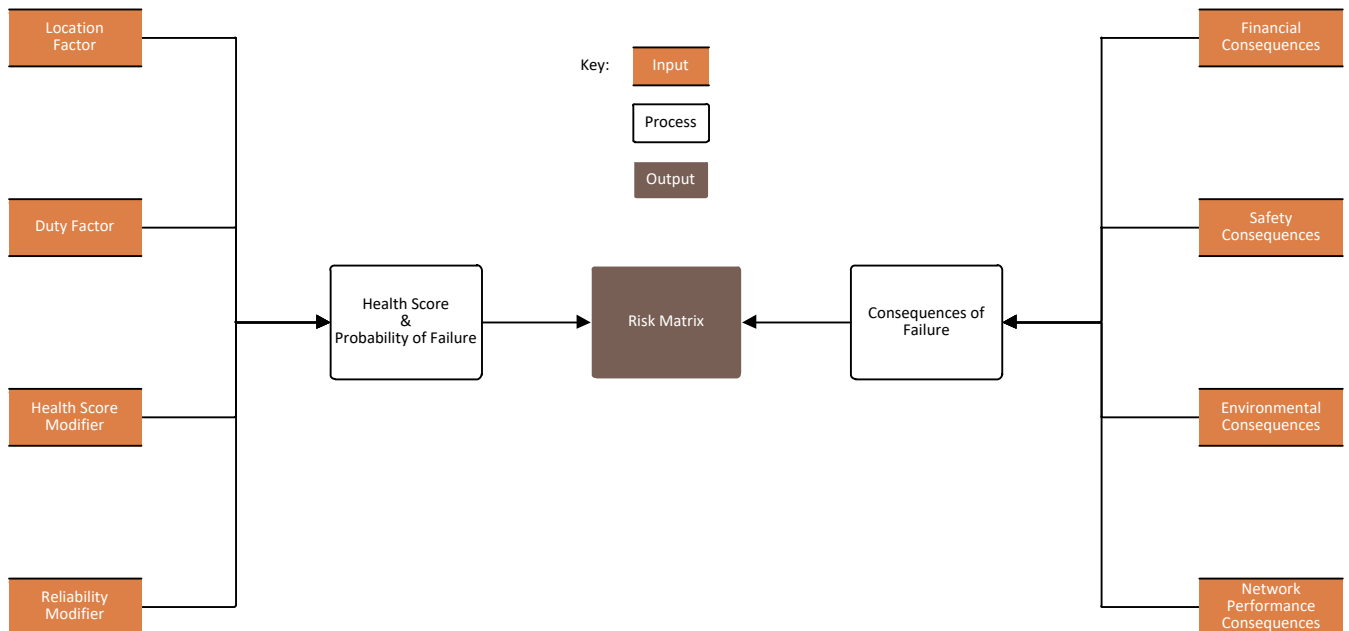 Location
Factor
Financial
Consequences
Key:
Input
Process
Output
Duty Factor
Safety
Consequences
Health Score
&
Probability of Failure
Risk Matrix
Consequences of
Failure
Health Score
Modifier
Environmental
Consequences
Reliability
Modifier
Network
Performance
Consequences